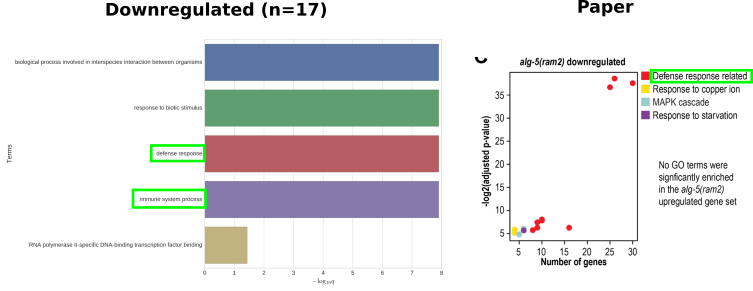 Downregulated (n=17)
biological process involved in interspecies interaction between organisms
response to biotic stimulus
defense response
immune system process
RNA polymerase II-specific DNA-binding transcription factor binding
Terms
0 1 2 3 4 5 6 7 8
−log₁₀q
Paper
C
alg-5(ram2) downregulated
Defense response related
Response to copper ion
MAPK cascade
Response to starvation
No GO terms were
signficantly enriched
in the alg-5(ram2)
upregulated gene set
-log2(adjusted p-value)
35
30
25
20
15
10
5
5 10 15 20 25 30
Number of genes